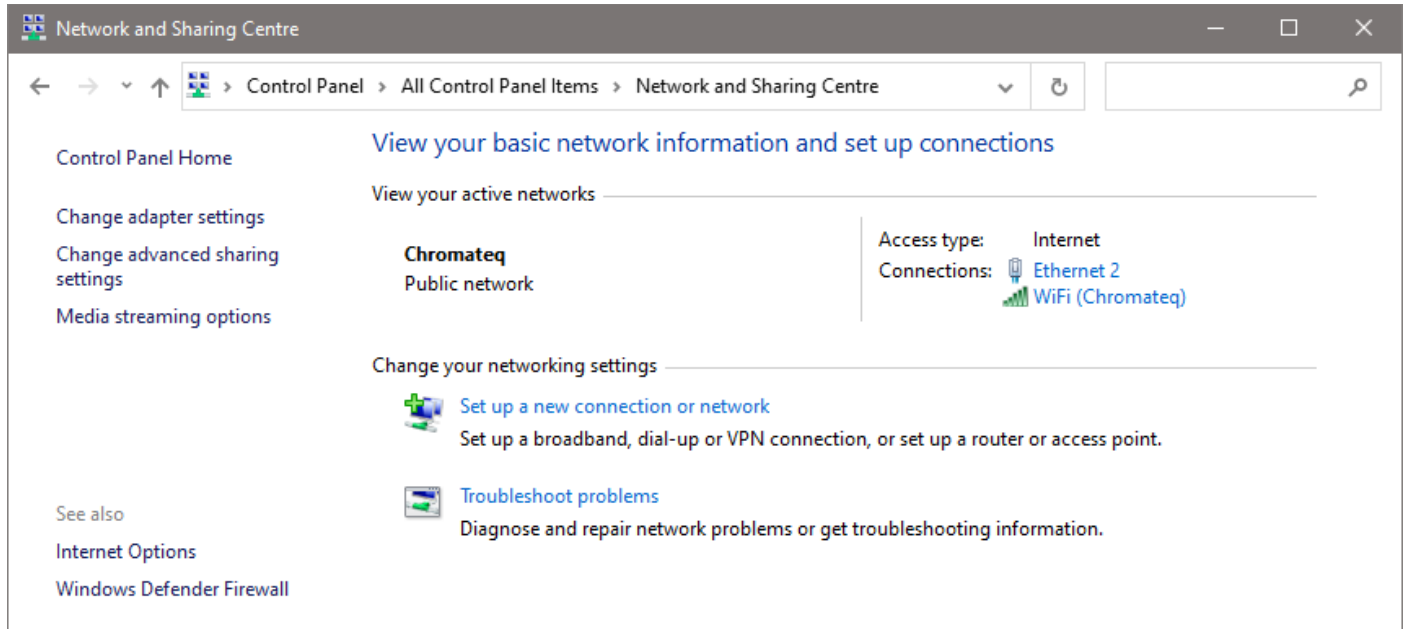 Network and Sharing Centre
Control Panel > All Control Panel Items > Network and Sharing Centre
Control Panel Home
Change adapter settings
Change advanced sharing
settings
Media streaming options
See also
Internet Options
Windows Defender Firewall
View your basic network information and set up connections
View your active networks
Chromateq
Public network
Access type: Internet
Connections: Ethernet 2
WiFi (Chromateq)
Change your networking settings
Set up a new connection or network
Set up a broadband, dial-up or VPN connection, or set up a router or access point.
Troubleshoot problems
Diagnose and repair network problems or get troubleshooting information.